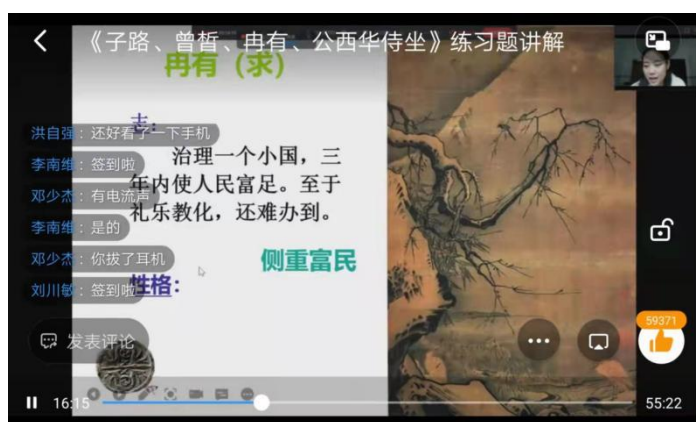 《子路、曾皙、冉有、公西华侍坐》练习题讲解
冉有（求）
志：
治理一个小国，三
年内使人民富足。至于
礼乐教化，还难办到。
侧重富民
性格：
洪自强：还好看了一下手机
李南维：签到啦
邓少杰：有电流声
李南维：是的
邓少杰：你拔了耳机
刘川敏：签到啦
发表评论
59371
16:15
55:22